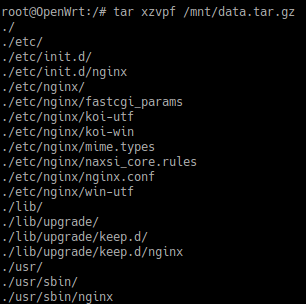 root@OpenWrt:/# tar xzvpf /mnt/data.tar.gz
./
./etc/
./etc/init.d/
./etc/init.d/nginx
./etc/nginx/
./etc/nginx/fastcgi_params
./etc/nginx/koi-utf
./etc/nginx/koi-win
./etc/nginx/mime.types
./etc/nginx/naxsi_core.rules
./etc/nginx/nginx.conf
./etc/nginx/win-utf
./lib/
./lib/upgrade/
./lib/upgrade/keep.d/
./lib/upgrade/keep.d/nginx
./usr/
./usr/sbin/
./usr/sbin/nginx